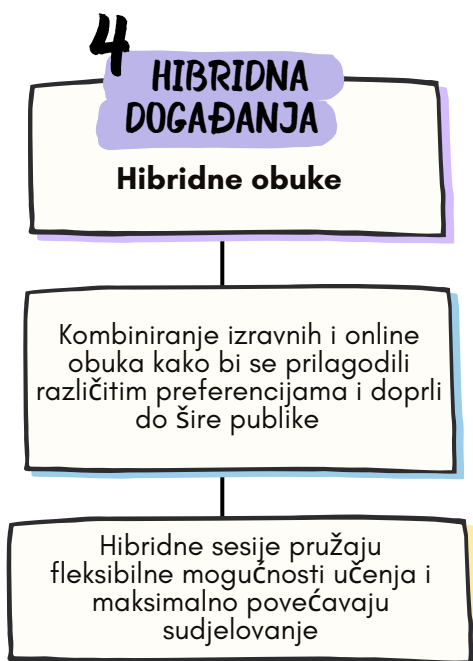 4
HIBRIDNA
DOGAĐANJA
Hibridne obuke
Kombiniranje izravnih i online
obuka kako bi se prilagodili
različitim preferencijama i doprli
do šire publike
Hibridne sesije pružaju
fleksibilne mogućnosti učenja i
maksimalno povećavaju
sudjelovanje